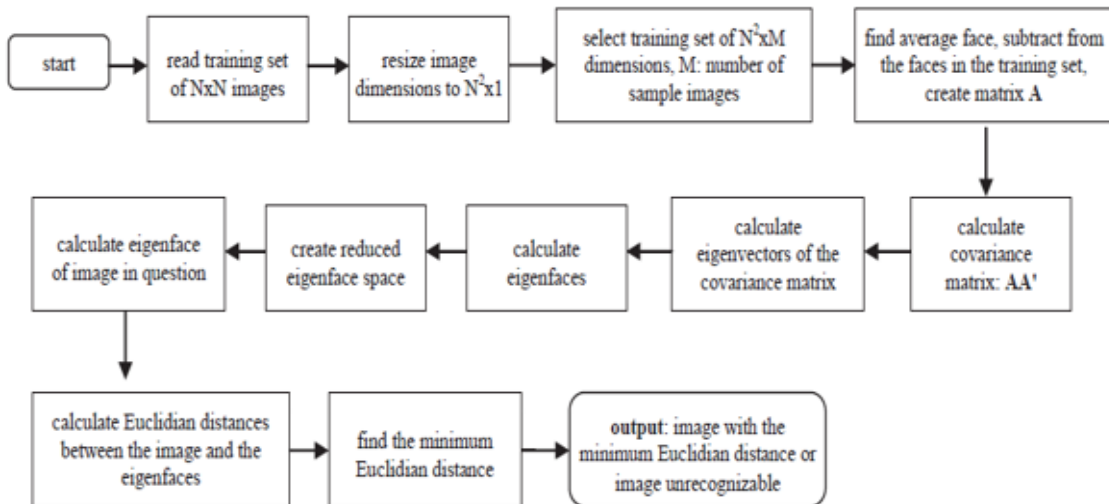 start
read training set
of NxN images
resize image
dimensions to N²x1
select training set of N²xM
dimensions, M: number of
sample images
find average face, subtract from
the faces in the training set,
create matrix A
calculate
covariance
matrix: AA'
calculate
eigenvectors of the
covariance matrix
calculate
eigenfaces
create reduced
eigenface space
calculate eigenface
of image in question
calculate Euclidian distances
between the image and the
eigenfaces
find the minimum
Euclidian distance
output: image with the
minimum Euclidian distance or
image unrecognizable